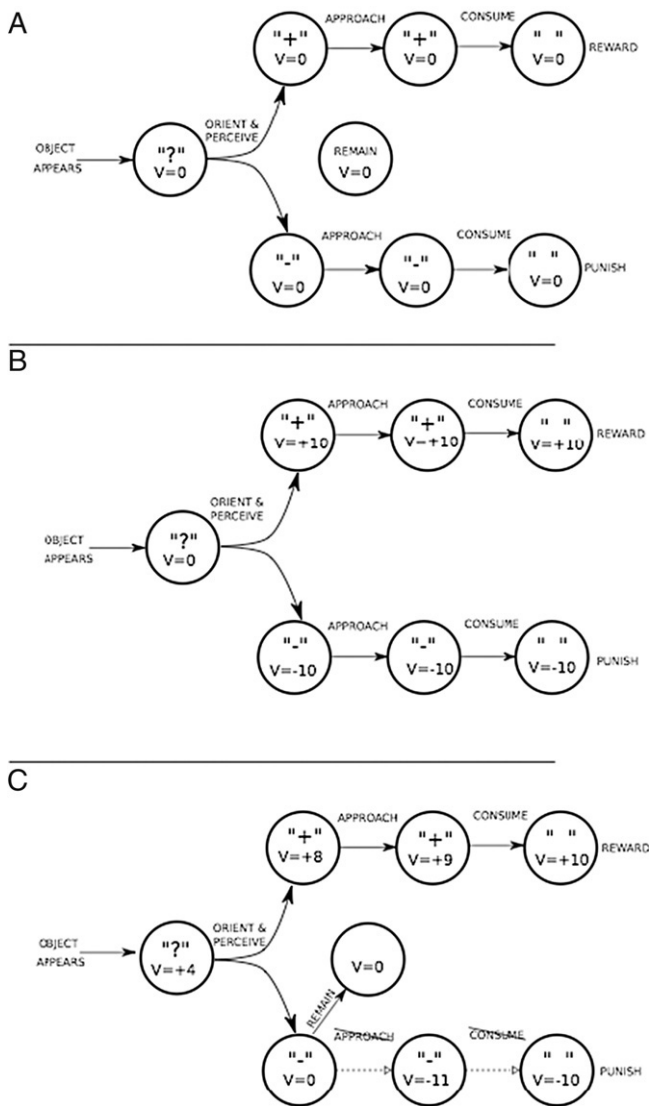 A
"+"
V=0
APPROACH
"+"
V=0
CONSUME
" "
V=0
REWARD
OBJECT
APPEARS
"?"
V=0
ORIENT &
PERCEIVE
REMAIN
V=0
"-"
V=0
APPROACH
"-"
V=0
CONSUME
" "
V=0
PUNISH
B
"+"
V=+10
APPROACH
"+"
V=+10
CONSUME
" "
V=+10
REWARD
OBJECT
APPEARS
"?"
V=0
ORIENT &
PERCEIVE
"-"
V=-10
APPROACH
"-"
V=-10
CONSUME
" "
V=-10
PUNISH
C
"+"
V=+8
APPROACH
"+"
V=+9
CONSUME
" "
V=+10
REWARD
OBJECT
APPEARS
"?"
V=+4
ORIENT &
PERCEIVE
REMAIN
V=0
"-"
V=0
APPROACH
"-"
V=-11
CONSUME
" "
V=-10
PUNISH